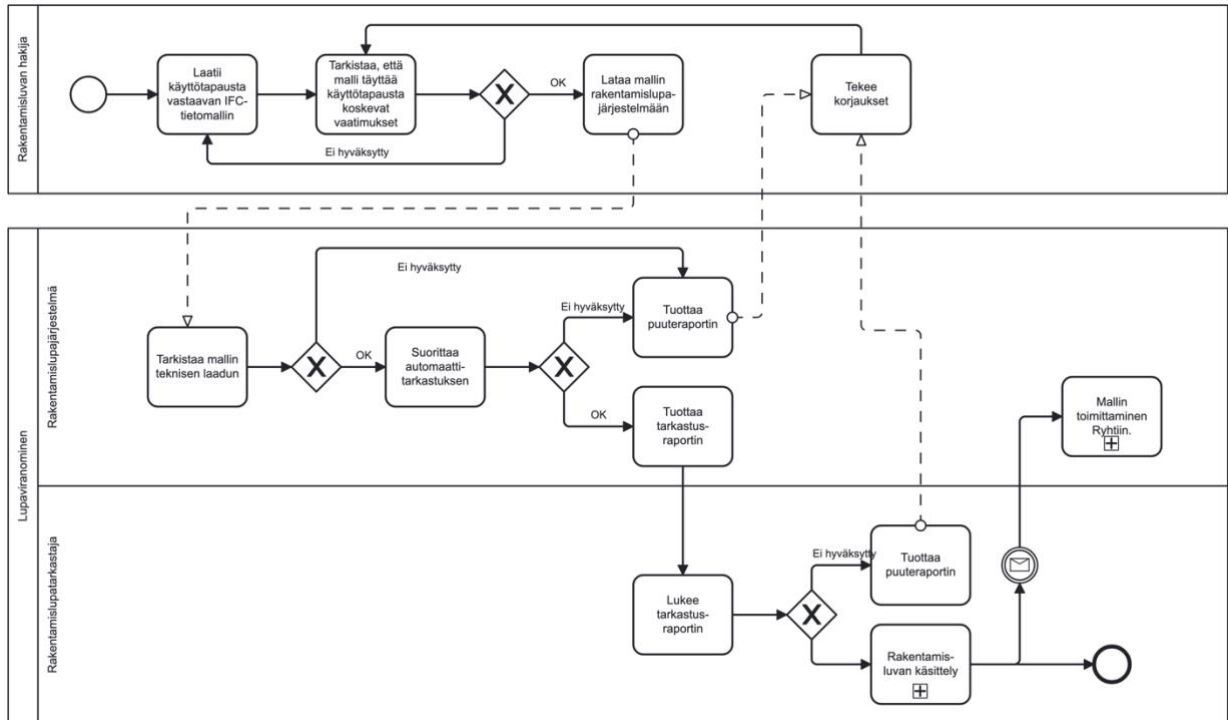 Rakentamisluvan hakija
Laatii
käyttötapausta
vastaavan IFC-
tietomallin
Tarkistaa, että
malli täyttää
käyttötapausta
koskevat
vaatimukset
OK
Ei hyväksytty
Lataa mallin
rakentamislupa-
järjestelmään
Tekee
korjaukset
Lupaviranominen
Rakentamislupajärjestelmä
Tarkistaa mallin
teknisen laadun
Ei hyväksytty
OK
Suorittaa
automaatti-
tarkastuksen
Ei hyväksytty
OK
Tuottaa
puuteraportin
Tuottaa
tarkastus-
raportin
Mallin
toimittaminen
Ryhtiin.
Rakentamislupatarkastaja
Lukee
tarkastus-
raportin
Ei hyväksytty
Tuottaa
puuteraportin
Rakentamis-
luvan käsittely